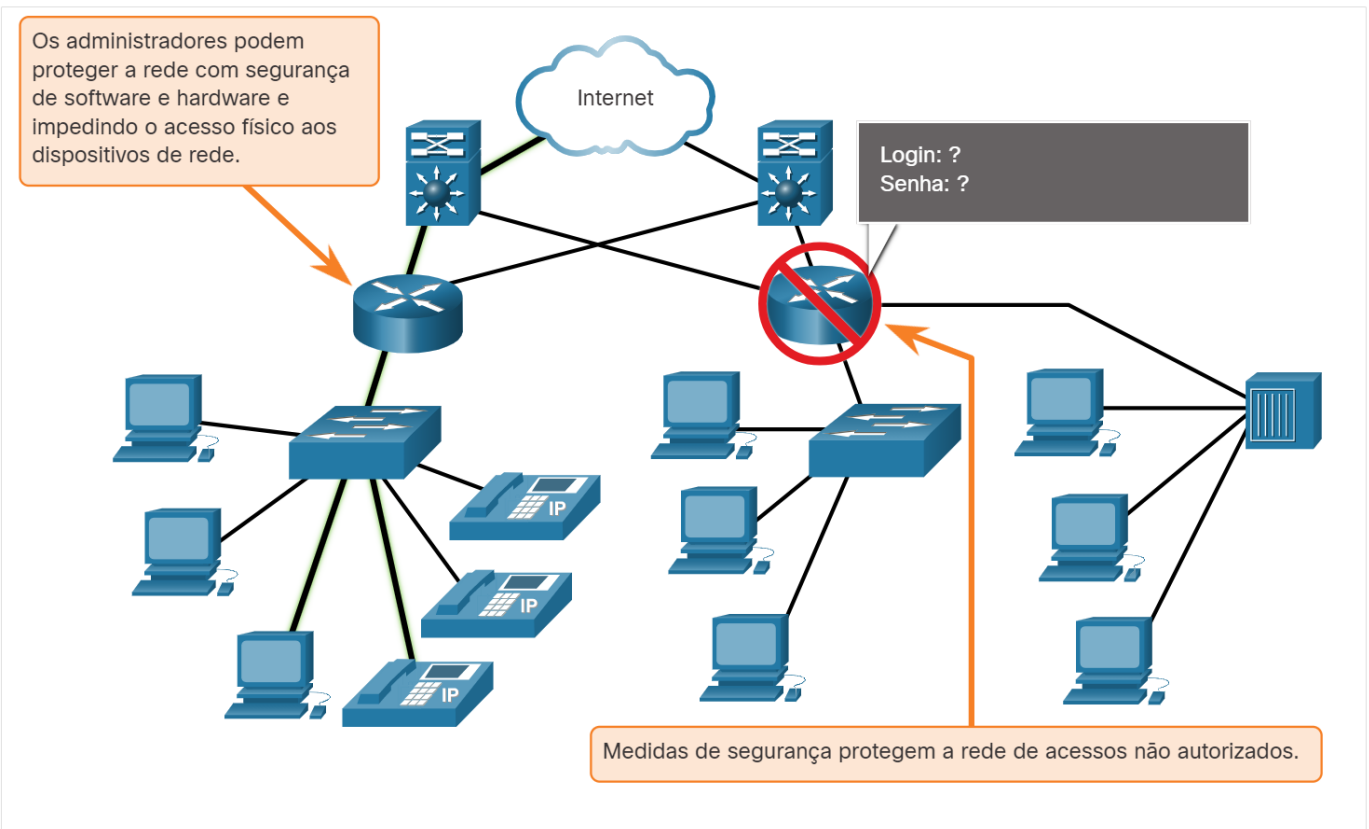 Os administradores podem
proteger a rede com segurança
de software e hardware e
impedindo o acesso físico aos
dispositivos de rede.
Internet
Login: ?
Senha: ?
IP
IP
IP
Medidas de segurança protegem a rede de acessos não autorizados.